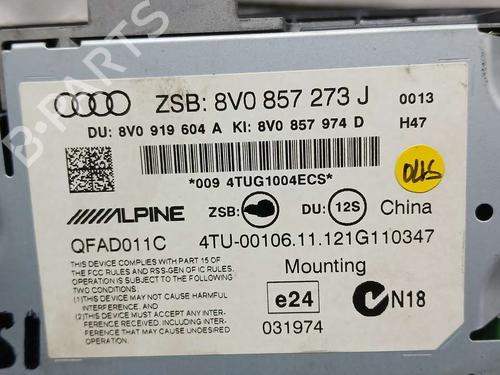 B-PARTS
ZSB: 8V0 857 273 J
0013
DU: 8V0 919 604 A KI: 8V0 857 974 D
H47
*009 4TUG1004ECS*
ALPINE
ZSB:
DU: 12S
China
QFAD011C
4TU-00106.11.121G110347
THIS DEVICE COMPLIES WITH PART 15 OF
THE FCC RULES AND RSS-GEN OF IC RULES.
OPERATION IS SUBJECT TO THE FOLLOWING
TWO CONDITIONS.
(1)THIS DEVICE MAY NOT CAUSE HARMFUL
INTERFERENCE, AND
(2)THIS DEVICE MUST ACCEPT ANY INTER-
FERENCE RECEIVED, INCLUDING INTER-
FERENCE THAT MAY CAUSE UNDESIRED
OPERATION.
Mounting
e24
N18
031974